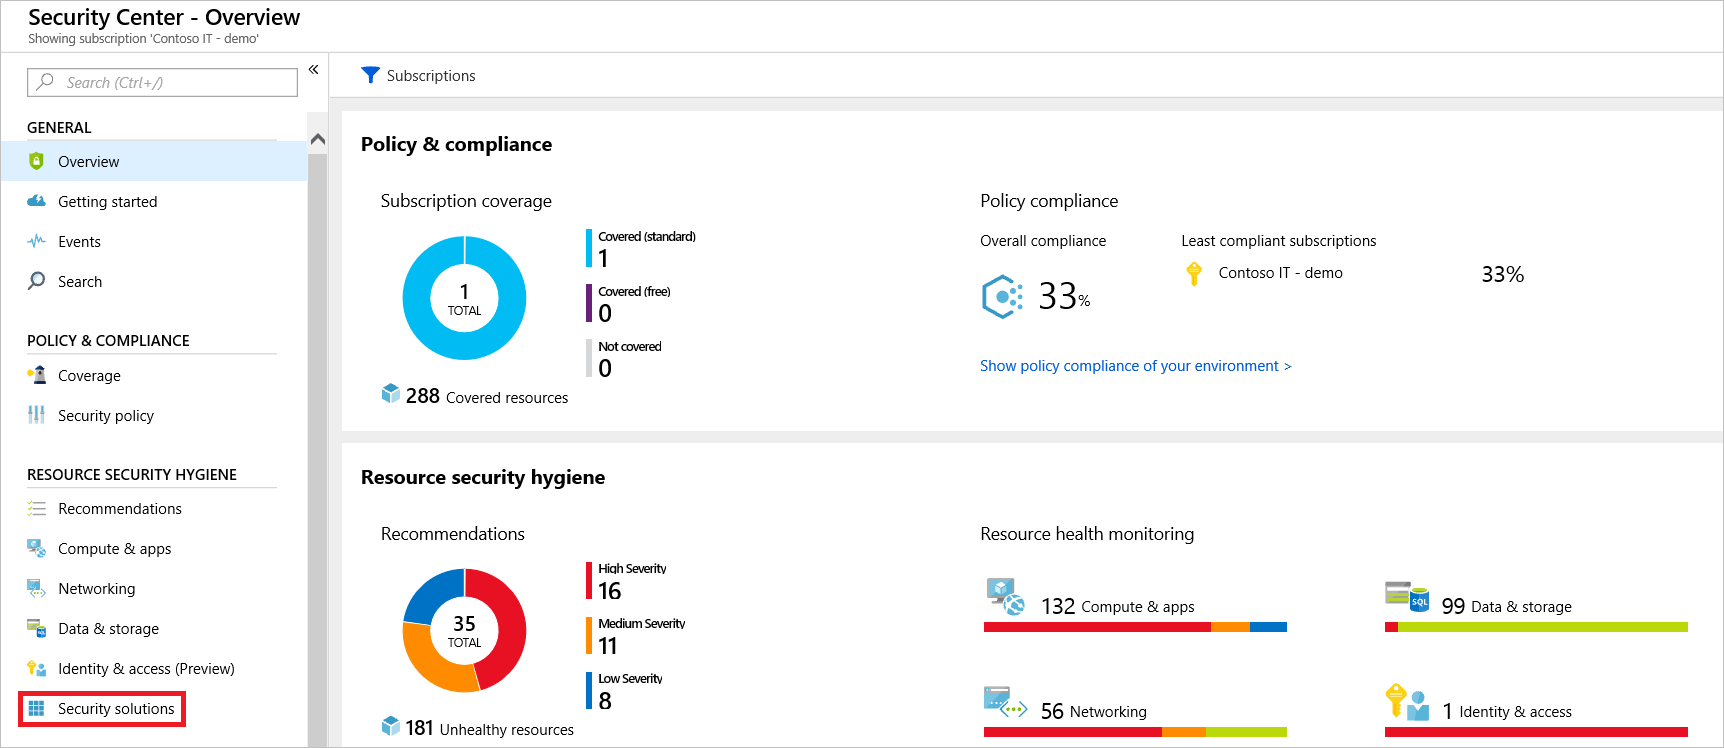 Security Center - Overview
Showing subscription 'Contoso IT - demo'
Search (Ctrl+/)
«
GENERAL
Overview
Getting started
Events
Search
POLICY & COMPLIANCE
Coverage
Security policy
RESOURCE SECURITY HYGIENE
Recommendations
Compute & apps
Networking
Data & storage
Identity & access (Preview)
Security solutions
Subscriptions
Policy & compliance
Subscription coverage
1
TOTAL
Covered (standard)
1
Covered (free)
0
Not covered
0
288 Covered resources
Policy compliance
Overall compliance
33%
Least compliant subscriptions
Contoso IT - demo 33%
Show policy compliance of your environment >
Resource security hygiene
Recommendations
35
TOTAL
High Severity
16
Medium Severity
11
Low Severity
8
181 Unhealthy resources
Resource health monitoring
132 Compute & apps
SQL
99 Data & storage
56 Networking
1 Identity & access